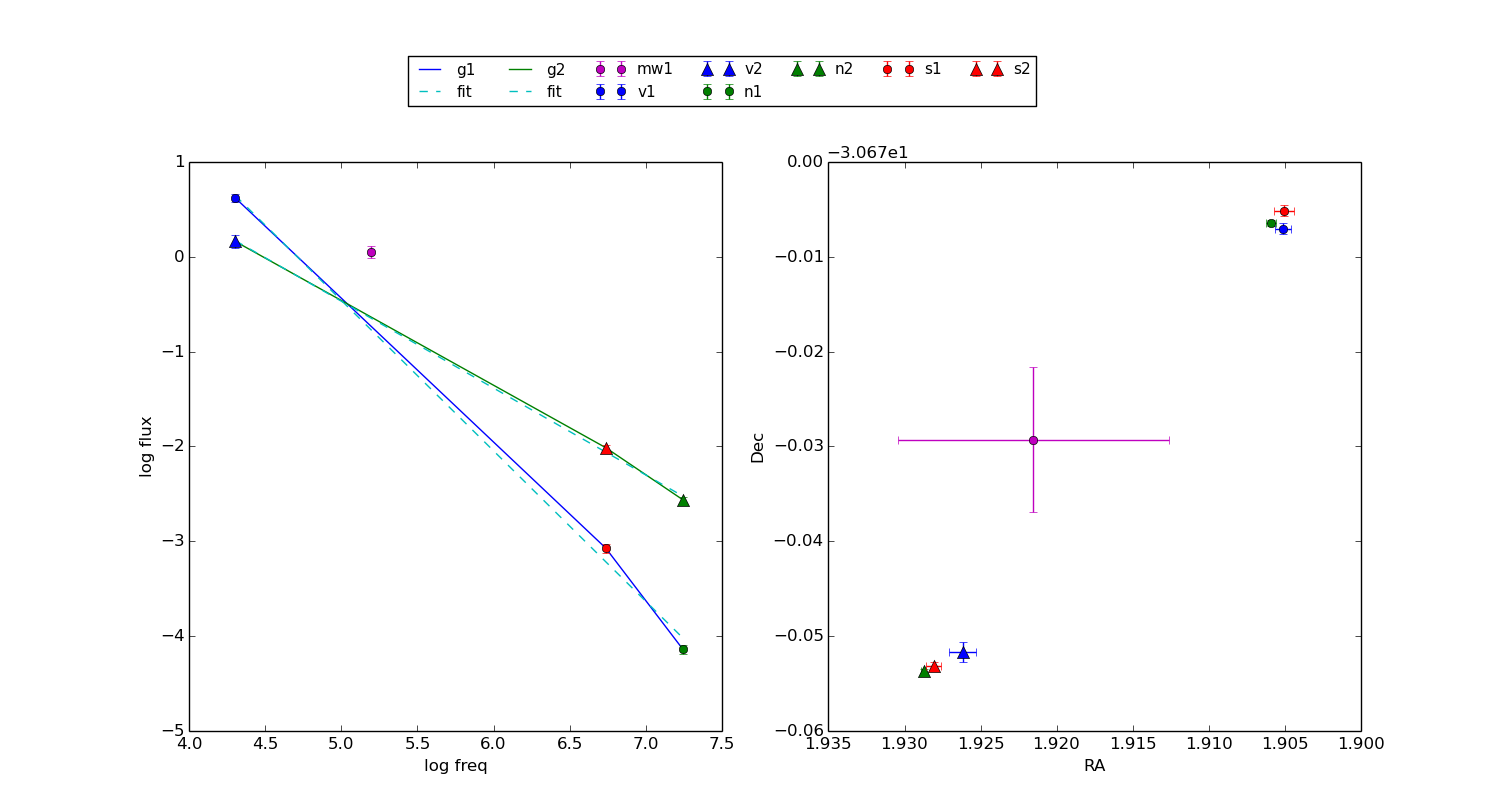 g1 g2 mw1 v2 n2 s1 s2
fit fit v1 n1
1
0
−1
−2
−3
−4
−5
4.0 4.5 5.0 5.5 6.0 6.5 7.0 7.5
log freq
log flux
−3.067e1
0.00
−0.01
−0.02
−0.03
−0.04
−0.05
−0.06
1.935 1.930 1.925 1.920 1.915 1.910 1.905 1.900
RA
Dec